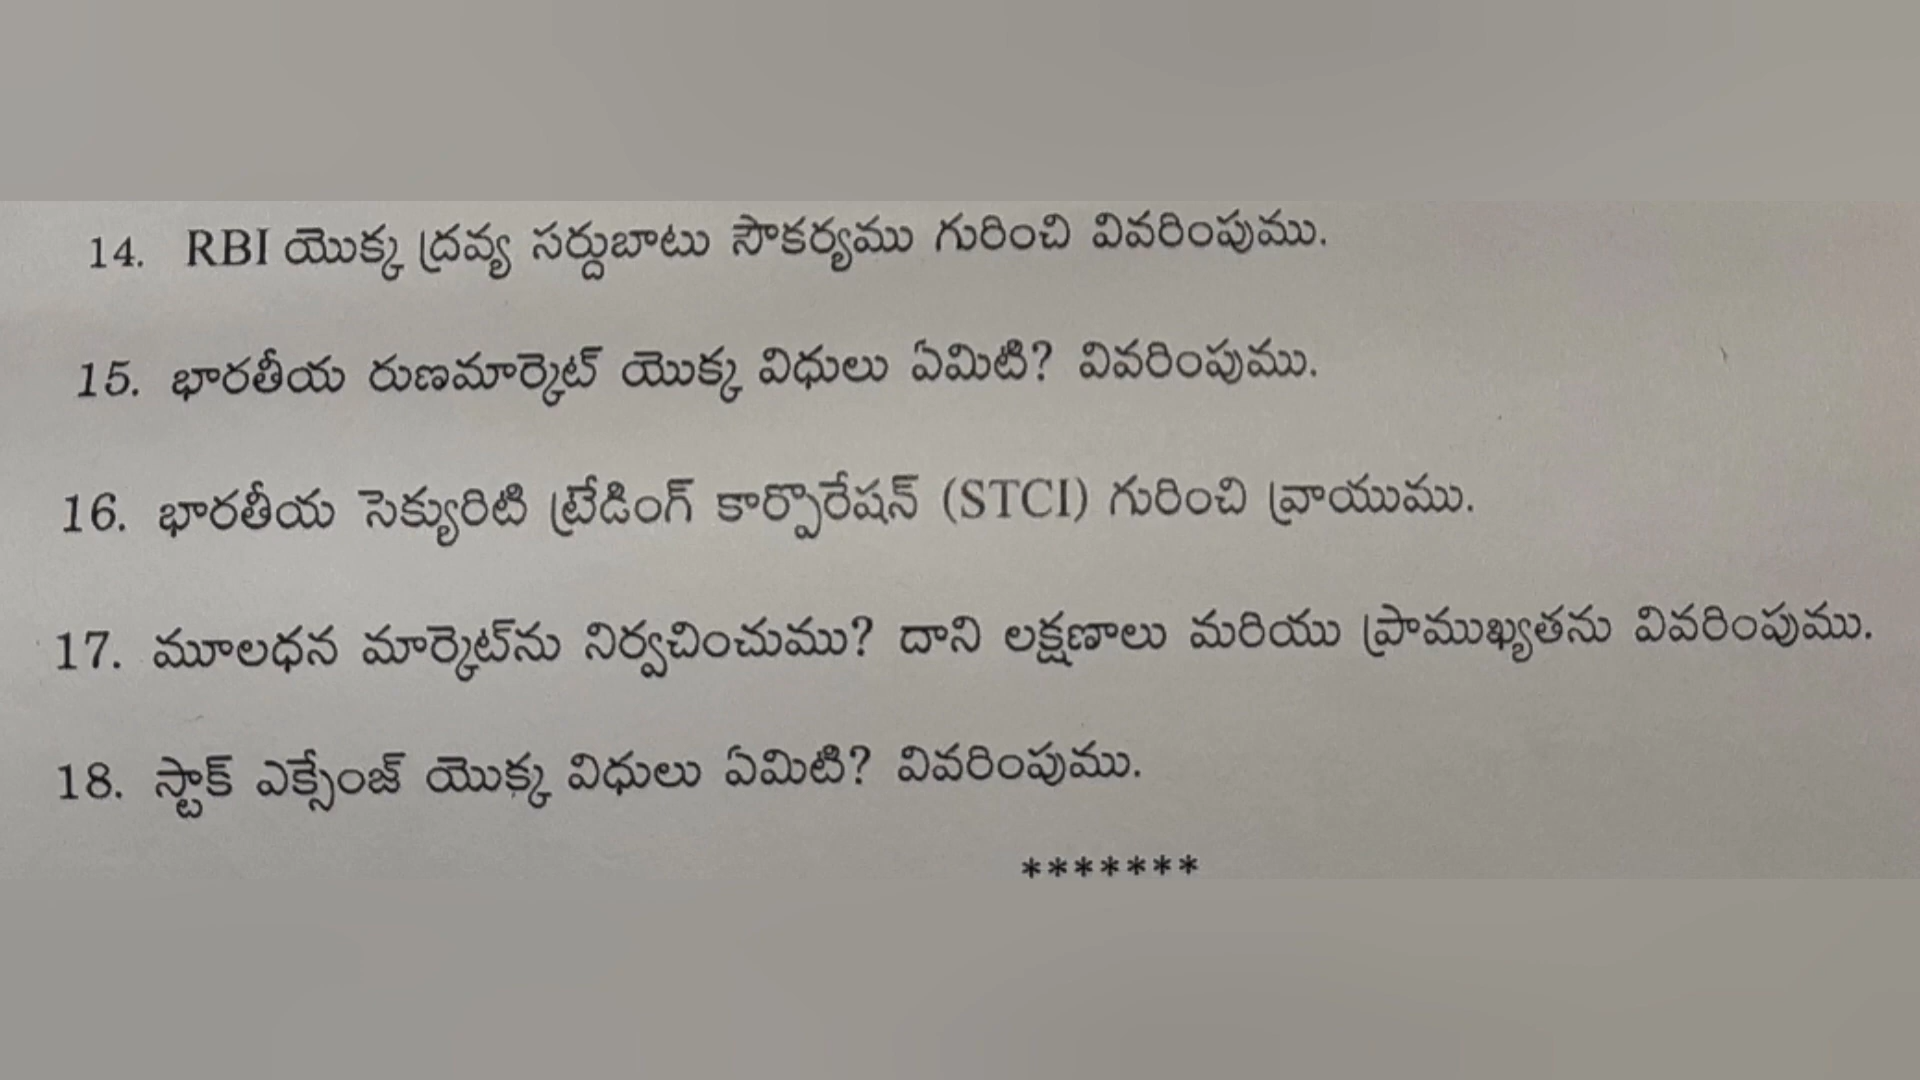 14. RBI యొక్క ద్రవ్య సర్దుబాటు సౌకర్యము గురించి వివరింపుము.
15. భారతీయ రుణమార్కెట్ యొక్క విధులు ఏమిటి? వివరింపుము.
16. భారతీయ సెక్యురిటి ట్రేడింగ్ కార్పొరేషన్ (STCI) గురించి వ్రాయుము.
17. మూలధన మార్కెట్‌ను నిర్వచించుము? దాని లక్షణాలు మరియు ప్రాముఖ్యతను వివరింపుము.
18. స్టాక్ ఎక్స్ఛేంజ్ యొక్క విధులు ఏమిటి? వివరింపుము.
*******